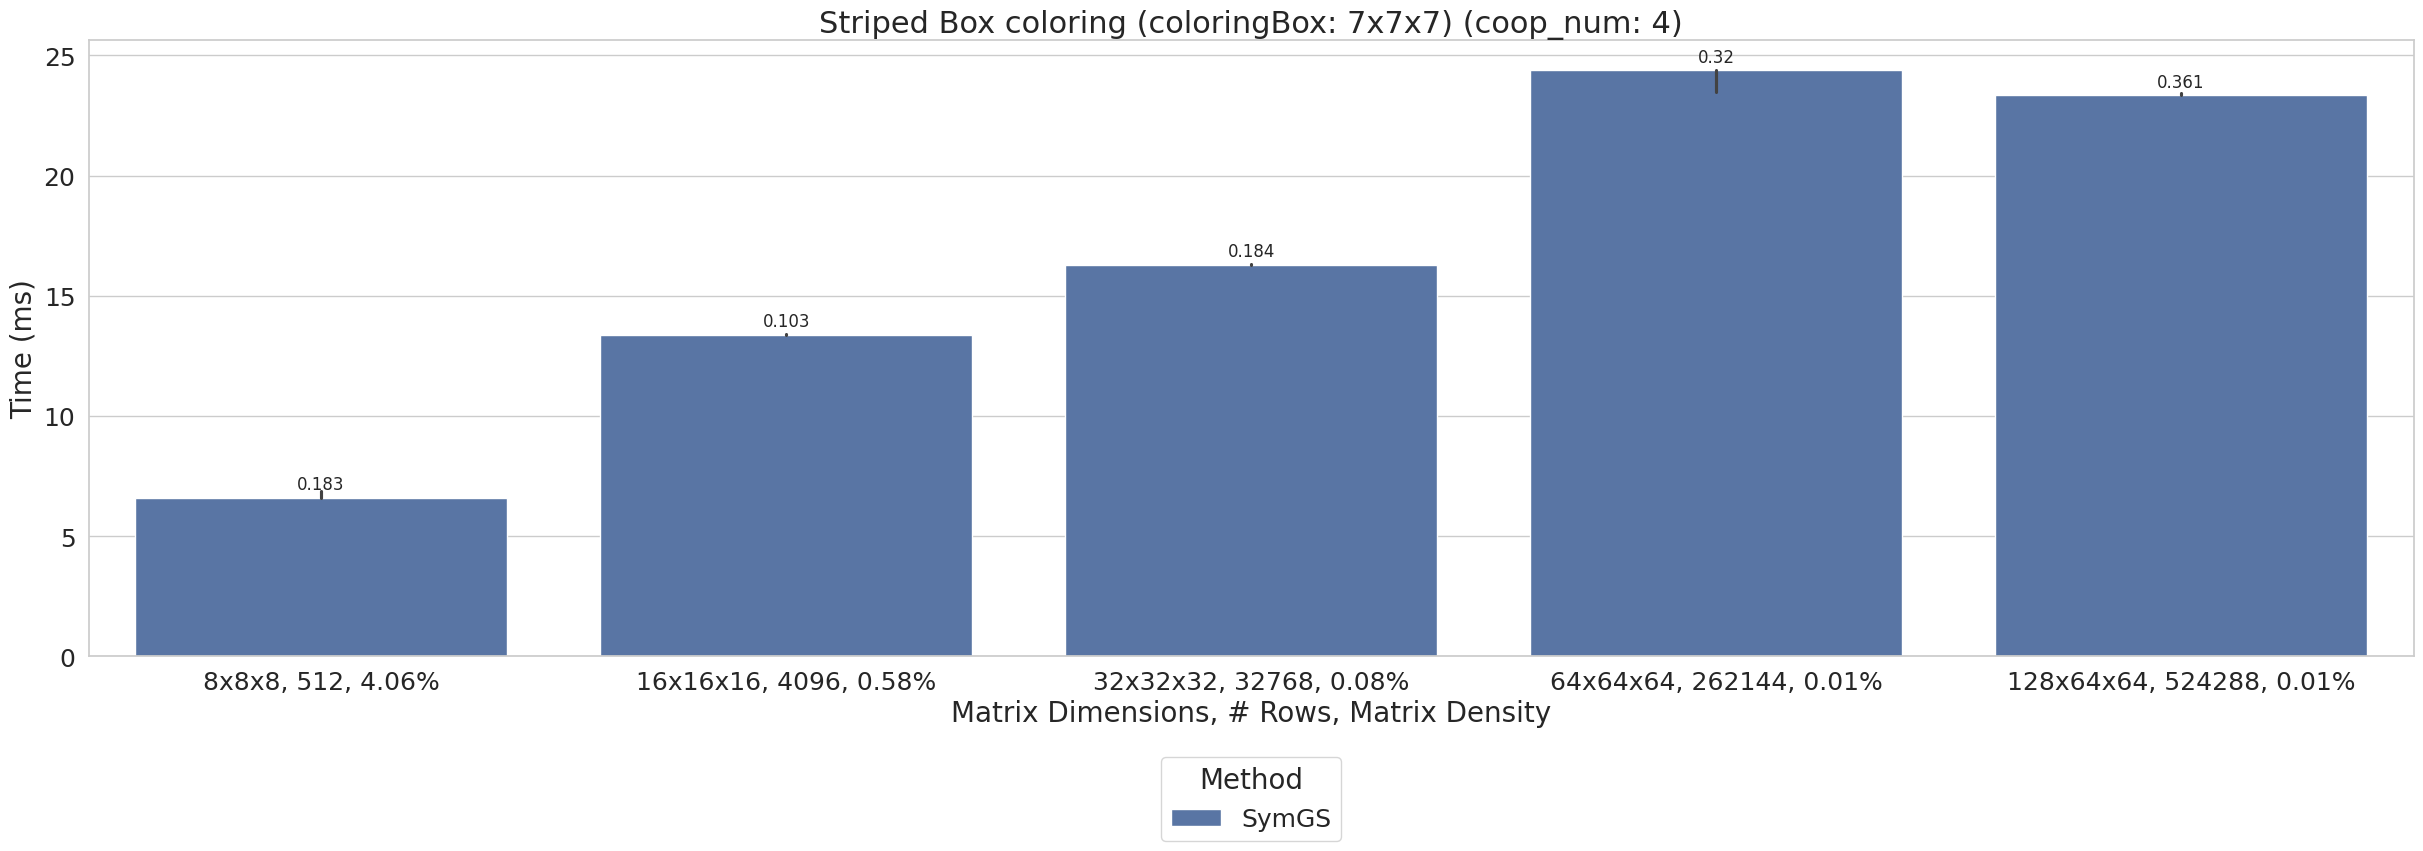 Striped Box coloring (coloringBox: 7x7x7) (coop_num: 4)
25
20
15
10
5
0
Time (ms)
0.183
0.103
0.184
0.32
0.361
8x8x8, 512, 4.06%
16x16x16, 4096, 0.58%
32x32x32, 32768, 0.08%
64x64x64, 262144, 0.01%
128x64x64, 524288, 0.01%
Matrix Dimensions, # Rows, Matrix Density
Method
SymGS